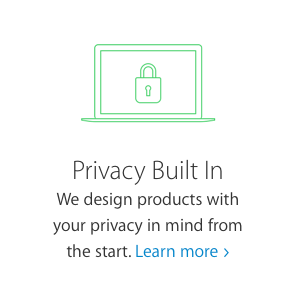 Privacy Built In
We design products with
your privacy in mind from
the start. Learn more >